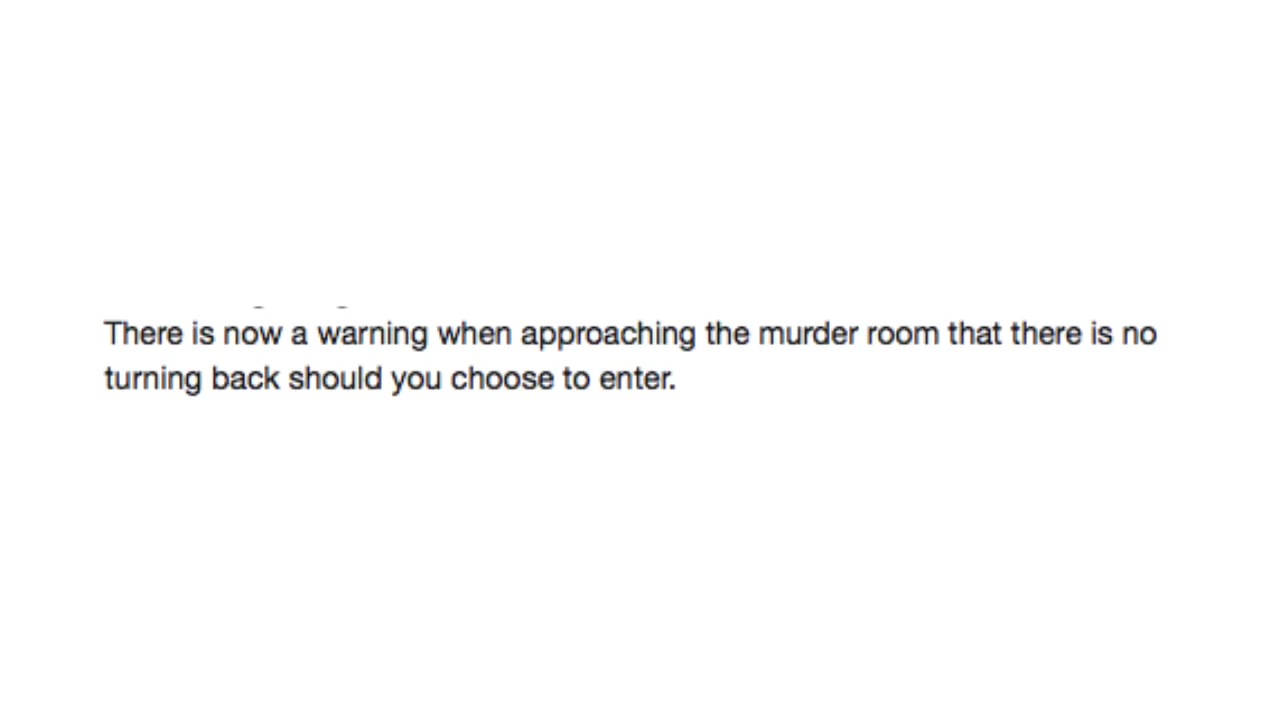 There is now a warning when approaching the murder room that there is no
turning back should you choose to enter.